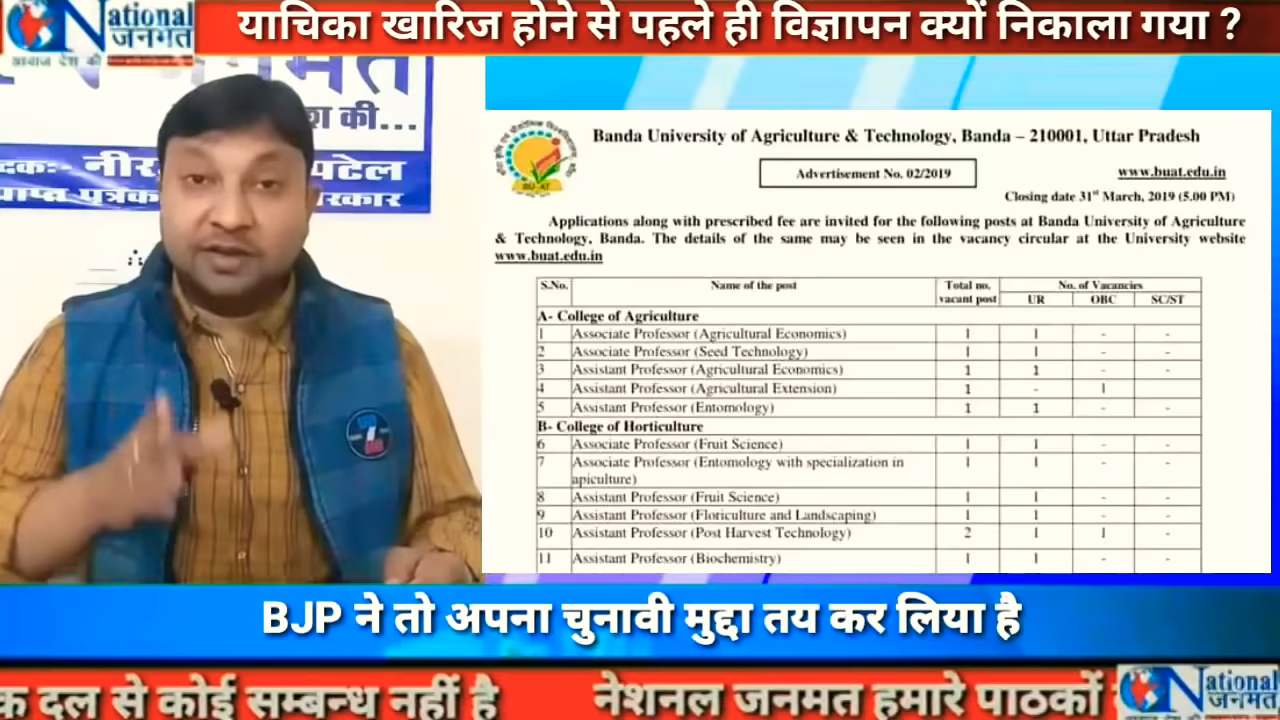 National
जनमत
याचिका खारिज होने से पहले ही विज्ञापन क्यों निकाला गया ?
आवाज देश की
श की...
दकः- नीर पटेल
प्राप्त पत्रका रकार
Banda University of Agriculture & Technology, Banda – 210001, Uttar Pradesh
Advertisement No. 02/2019
www.buat.edu.in
Closing date 31st March, 2019 (5.00 PM)
Applications along with prescribed fee are invited for the following posts at Banda University of Agriculture
& Technology, Banda. The details of the same may be seen in the vacancy circular at the University website
www.buat.edu.in
S.No. Name of the post Total no. vacant post No. of Vacancies
UR OBC SC/ST
A- College of Agriculture
1 Associate Professor (Agricultural Economics) 1 1 - -
2 Associate Professor (Seed Technology) 1 1 - -
3 Assistant Professor (Agricultural Economics) 1 1 - -
4 Assistant Professor (Agricultural Extension) 1 - 1 -
5 Assistant Professor (Entomology) 1 1 - -
B- College of Horticulture
6 Associate Professor (Fruit Science) 1 1 - -
7 Associate Professor (Entomology with specialization in 1 1 - -
apiculture)
8 Assistant Professor (Fruit Science) 1 1 - -
9 Assistant Professor (Floriculture and Landscaping) 1 1 - -
10 Assistant Professor (Post Harvest Technology) 2 1 1 -
11 Assistant Professor (Biochemistry) 1 1 - -
BJP ने तो अपना चुनावी मुद्दा तय कर लिया है
क दल से कोई सम्बन्ध नहीं है नेशनल जनमत हमारे पाठकों
National
जनमत